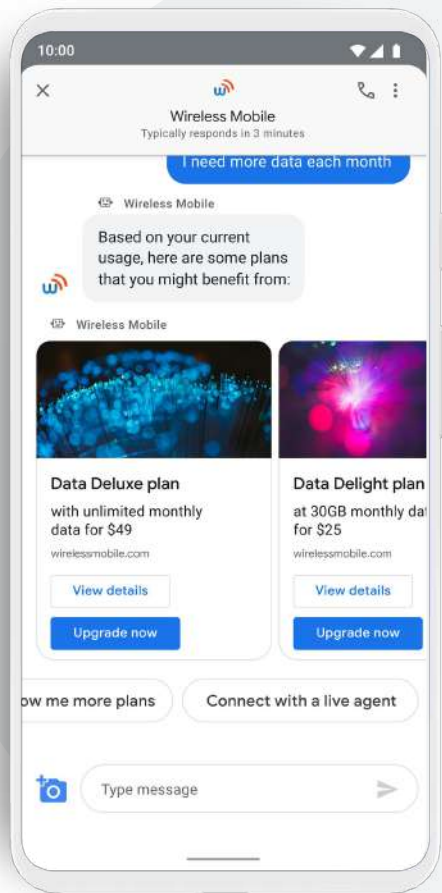 10:00
Wireless Mobile
Typically responds in 3 minutes
I need more data each month
Wireless Mobile
Based on your current
usage, here are some plans
that you might benefit from:
Wireless Mobile
Data Deluxe plan
with unlimited monthly
data for $49
wirelessmobile.com
View details
Upgrade now
Data Delight plan
at 30GB monthly dat
for $25
wirelessmobile.com
View details
Upgrade now
ow me more plans
Connect with a live agent
Type message